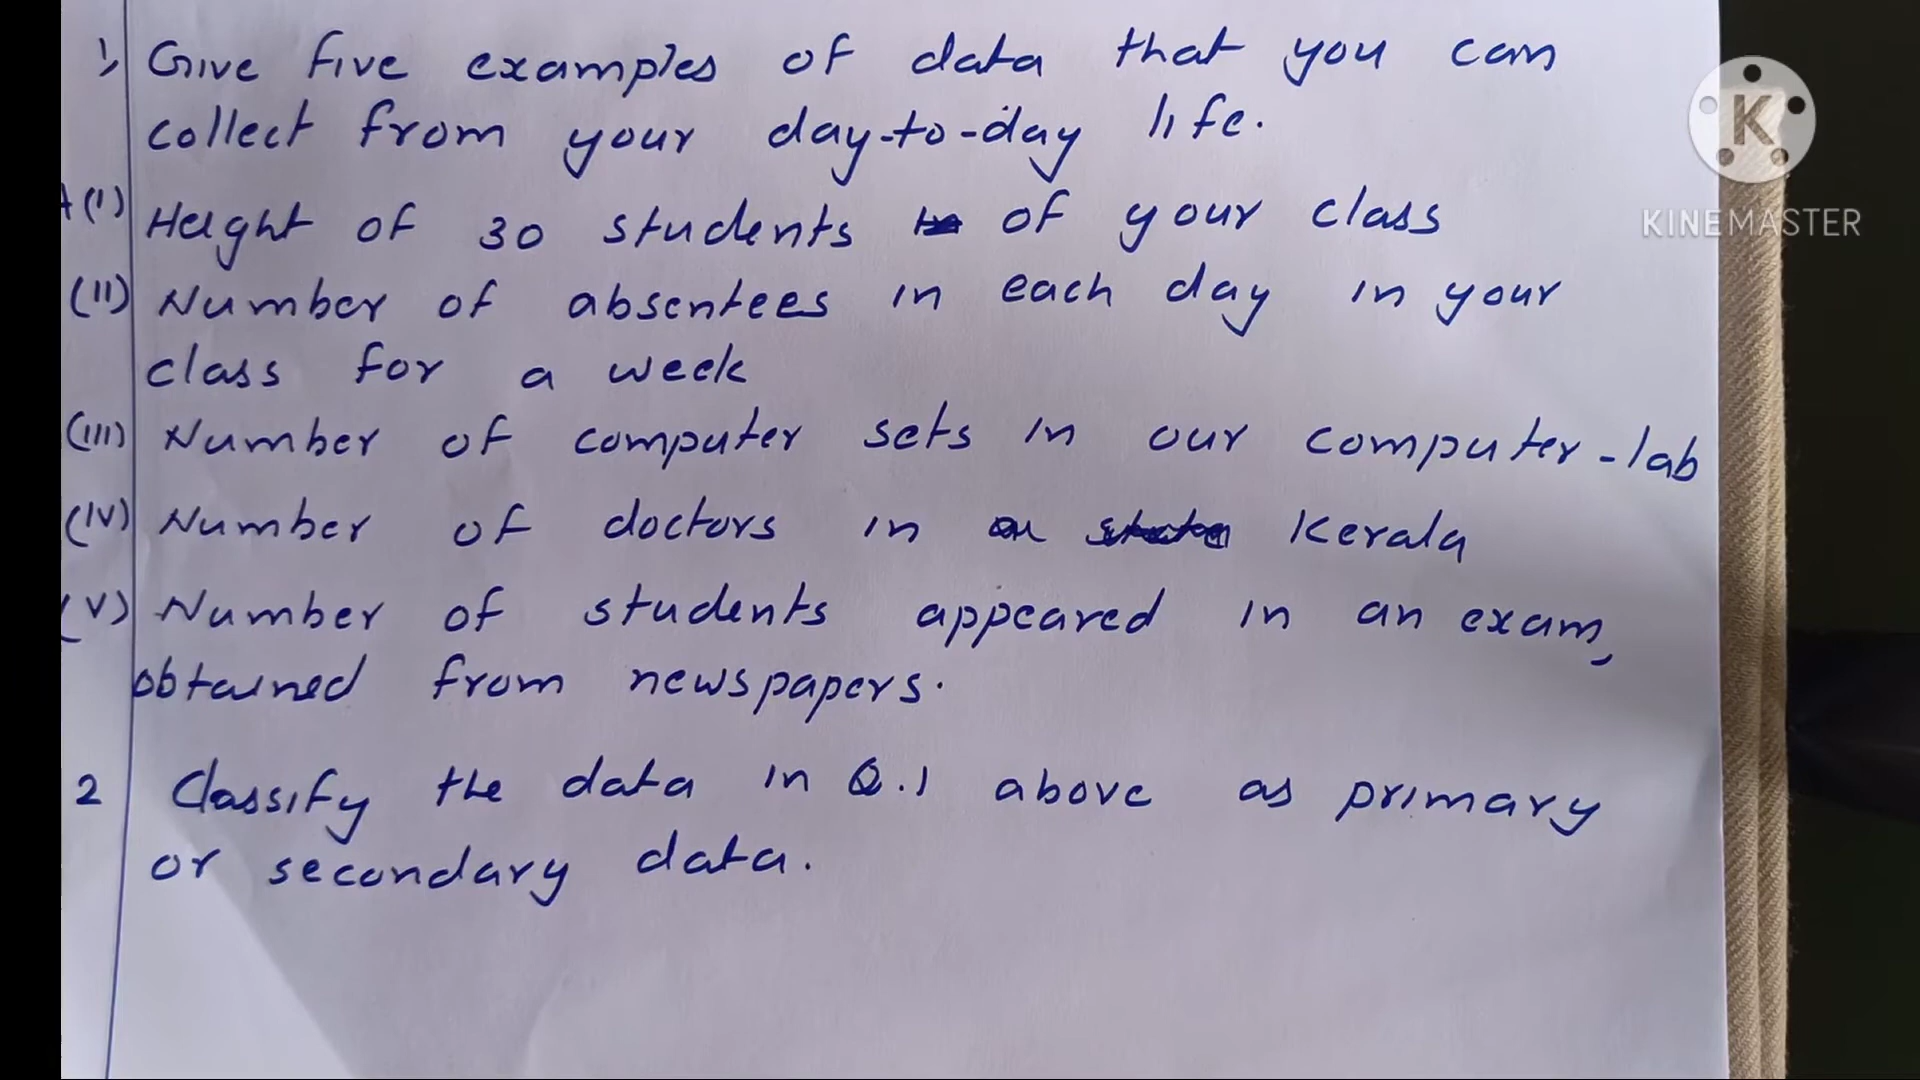 1, Give five examples of data that you can
collect from your day-to-day life.
A (i) Height of 30 students of your class
(ii) Number of absentees in each day in your
class for a week
(iii) Number of computer sets in our computer-lab
(iv) Number of doctors in Kerala
(v) Number of students appeared in an exam,
obtained from newspapers.
2 Classify the data in Q.1 above as primary
or secondary data.
K
KINEMASTER